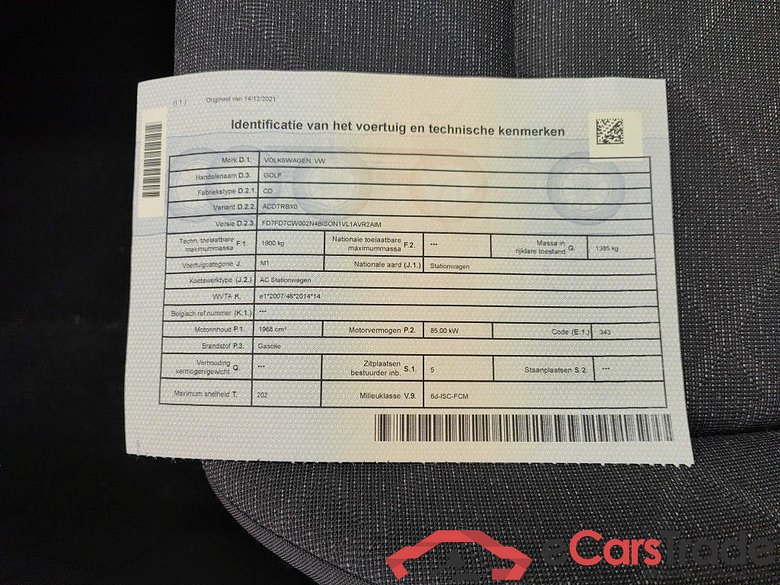 (I 1) Origineel van 14/12/2021
Identificatie van het voertuig en technische kenmerken
Merk D.1. VOLKSWAGEN, VW
Handelsnaam D.3. GOLF
Fabriekstype D.2.1. CD
Variant D.2.2. ACDTRBX0
Versie D.2.3. FD7FD7CW002N4BISON1VL1AVR2AIM
Techn. toelaatbare maximummassa F.1. 1900 kg Nationale toelaatbare maximummassa F.2. --- Massa in rijklare toestand G. 1385 kg
Voertuigcategorie J. M1 Nationale aard (J.1.) Stationwagen
Koetswerktype (J.2.) AC Stationwagen
WVTA K. e1*2007/46*2014*14
Belgisch ref.nummer (K.1.) ---
Motorinhoud P.1. 1968 cm³ Motorvermogen P.2. 85.00 kW Code (E.1.) 343
Brandstof P.3. Gasolie
Verhouding vermogen/gewicht Q. --- Zitplaatsen bestuurder inb. S.1. 5 Staanplaatsen S.2. ---
Maximum snelheid T. 202 Milieuklasse V.9. 6d-ISC-FCM
eCarsTrade